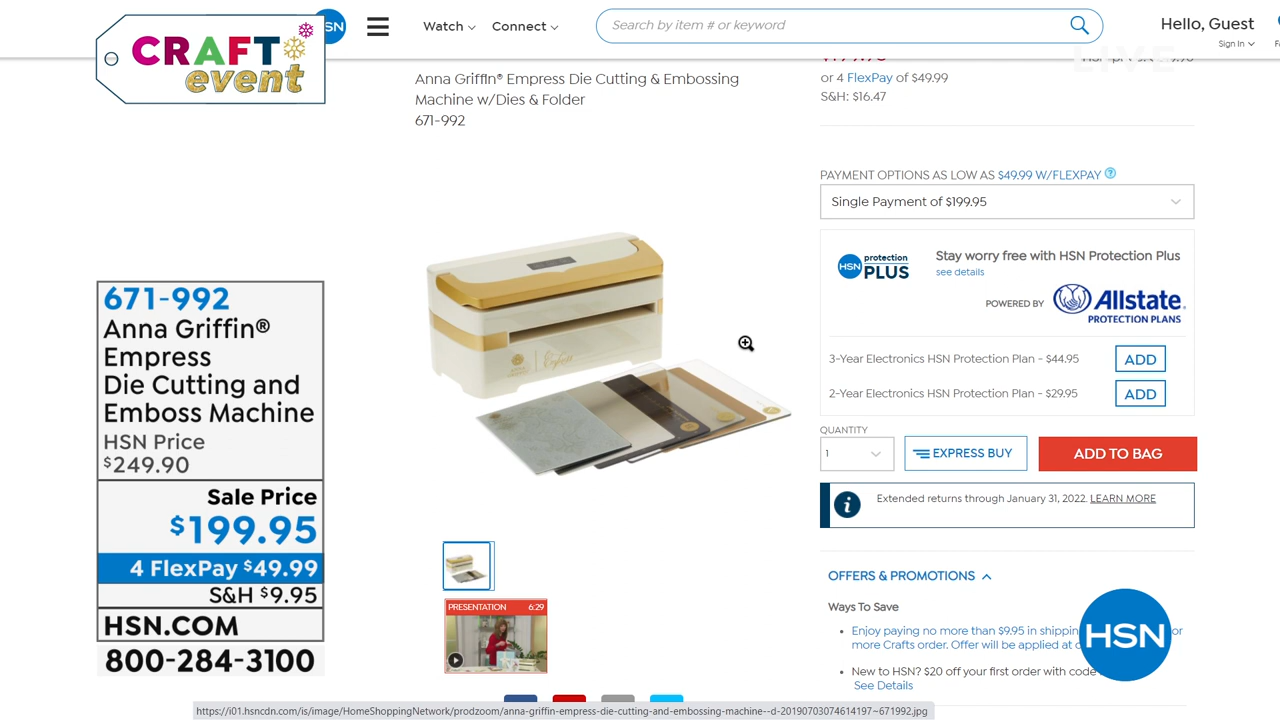 CRAFT
event
HSN
Watch
Connect
Search by item # or keyword
Hello, Guest
Sign In
LIVE
Anna Griffin® Empress Die Cutting & Embossing
Machine w/Dies & Folder
671-992
or 4 FlexPay of $49.99
S&H: $16.47
PAYMENT OPTIONS AS LOW AS $49.99 W/FLEXPAY ?
Single Payment of $199.95
HSN protection PLUS
Stay worry free with HSN Protection Plus
see details
POWERED BY Allstate
PROTECTION PLANS
3-Year Electronics HSN Protection Plan - $44.95 ADD
2-Year Electronics HSN Protection Plan - $29.95 ADD
QUANTITY
1
EXPRESS BUY
ADD TO BAG
i Extended returns through January 31, 2022. LEARN MORE
OFFERS & PROMOTIONS
Ways To Save
Enjoy paying no more than $9.95 in or
more Crafts order. Offer will be applied at
New to HSN? $20 off your first order with code
See Details
HSN
671-992
Anna Griffin®
Empress
Die Cutting and
Emboss Machine
HSN Price
$249.90
Sale Price
$199.95
4 FlexPay $49.99
S&H $9.95
HSN.COM
800-284-3100
PRESENTATION 6:29
https://i01.hsncdn.com/is/image/HomeShoppingNetwork/prodzoom/anna-griffin-empress-die-cutting-and-embossing-machine--d-20190703074614197~671992.jpg